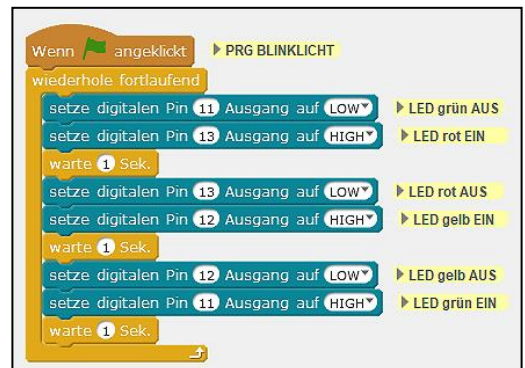 Wenn angeklickt PRG BLINKLICHT
wiederhole fortlaufend
setze digitalen Pin 11 Ausgang auf LOW LED grün AUS
setze digitalen Pin 13 Ausgang auf HIGH LED rot EIN
warte 1 Sek.
setze digitalen Pin 13 Ausgang auf LOW LED rot AUS
setze digitalen Pin 12 Ausgang auf HIGH LED gelb EIN
warte 1 Sek.
setze digitalen Pin 12 Ausgang auf LOW LED gelb AUS
setze digitalen Pin 11 Ausgang auf HIGH LED grün EIN
warte 1 Sek.